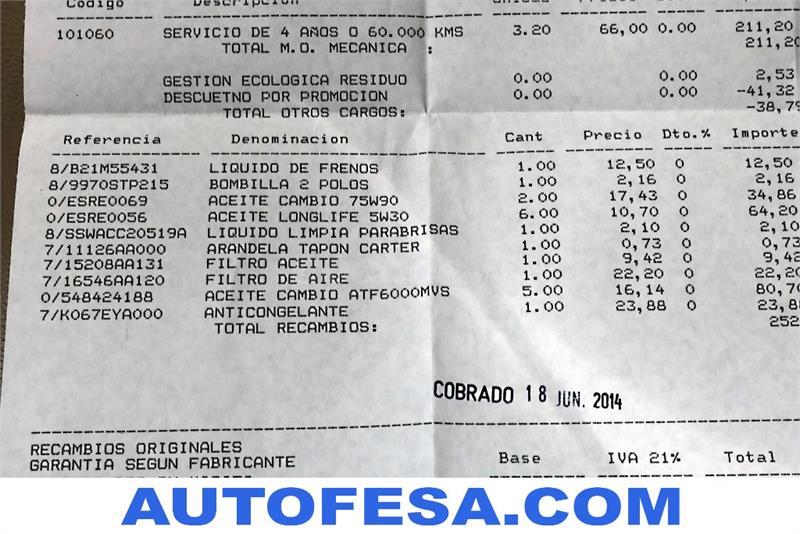 Codigo Descripcion
101060 SERVICIO DE 4 AÑOS O 60.000 KMS 3.20 66,00 0.00 211,20
TOTAL M.O. MECANICA : 211,20
GESTION ECOLOGICA RESIDUO 0.00 0.00 2,53
DESCUETNO POR PROMOCION 0.00 0.00 -41,32
TOTAL OTROS CARGOS: -38,79
Referencia Denominacion Cant Precio Dto.% Importe
8/B21M55431 LIQUIDO DE FRENOS 1.00 12,50 0 12,50
8/9970STP215 BOMBILLA 2 POLOS 1.00 2,16 0 2,16
0/ESRE0069 ACEITE CAMBIO 75W90 2.00 17,43 0 34,86
0/ESRE0056 ACEITE LONGLIFE 5W30 6.00 10,70 0 64,20
8/SSWACC20519A LIQUIDO LIMPIA PARABRISAS 1.00 2,10 0 2,10
7/11126AA000 ARANDELA TAPON CARTER 1.00 0,73 0 0,73
7/15208AA131 FILTRO ACEITE 1.00 9,42 0 9,42
7/16546AA120 FILTRO DE AIRE 1.00 22,20 0 22,20
0/548424188 ACEITE CAMBIO ATF6000MVS 5.00 16,14 0 80,70
7/K067EYA000 ANTICONGELANTE 1.00 23,88 0 23,8
TOTAL RECAMBIOS: 252
COBRADO 18 JUN. 2014
RECAMBIOS ORIGINALES
GARANTIA SEGUN FABRICANTE Base IVA 21% Total
AUTOFESA.COM